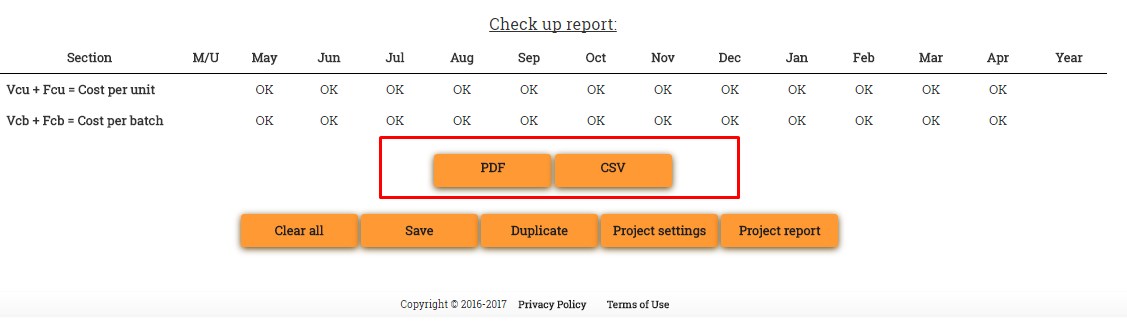 Check up report:
Section M/U May Jun Jul Aug Sep Oct Nov Dec Jan Feb Mar Apr Year
Vcu + Fcu = Cost per unit OK OK OK OK OK OK OK OK OK OK OK OK
Vcb + Fcb = Cost per batch OK OK OK OK OK OK OK OK OK OK OK OK
PDF CSV
Clear all Save Duplicate Project settings Project report
Copyright © 2016-2017 Privacy Policy Terms of Use